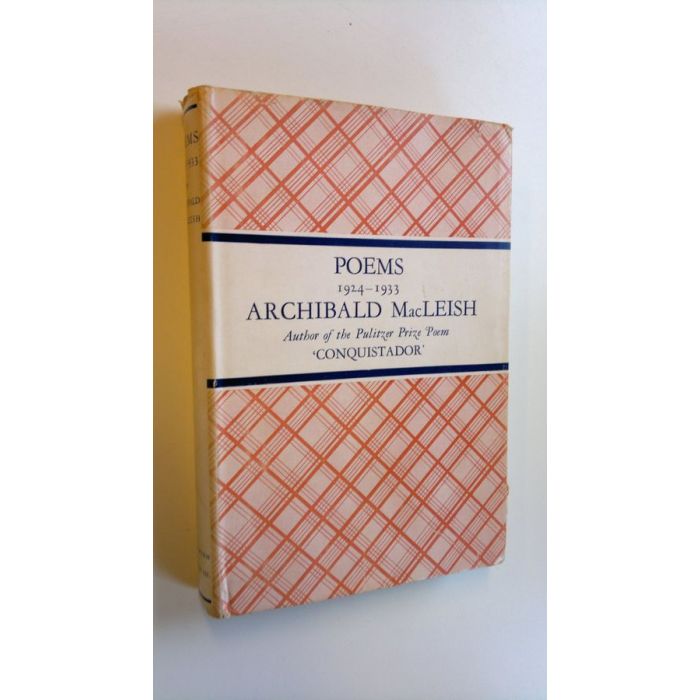 POEMS
1924–1933
ARCHIBALD MacLEISH
Author of the Pulitzer Prize Poem
‘CONQUISTADOR’